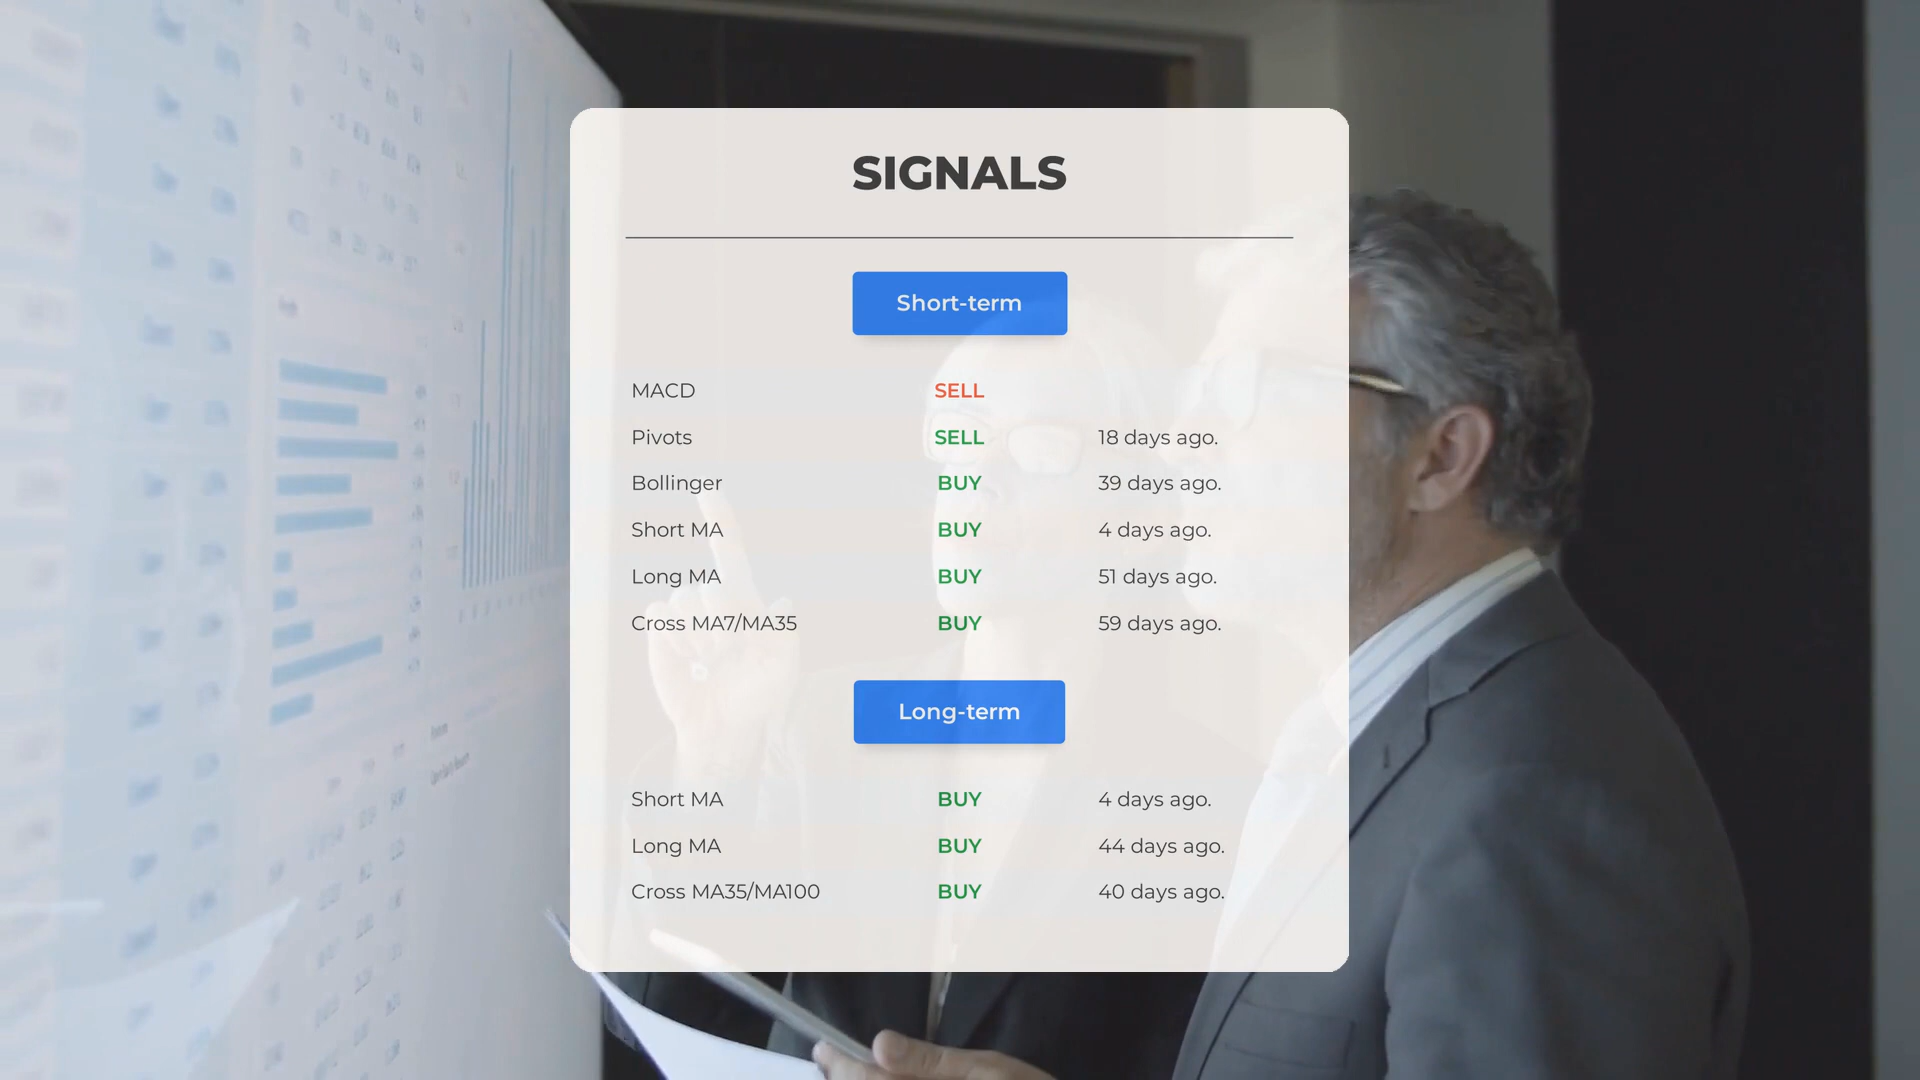 SIGNALS
Short-term
MACD SELL
Pivots SELL 18 days ago.
Bollinger BUY 39 days ago.
Short MA BUY 4 days ago.
Long MA BUY 51 days ago.
Cross MA7/MA35 BUY 59 days ago.
Long-term
Short MA BUY 4 days ago.
Long MA BUY 44 days ago.
Cross MA35/MA100 BUY 40 days ago.